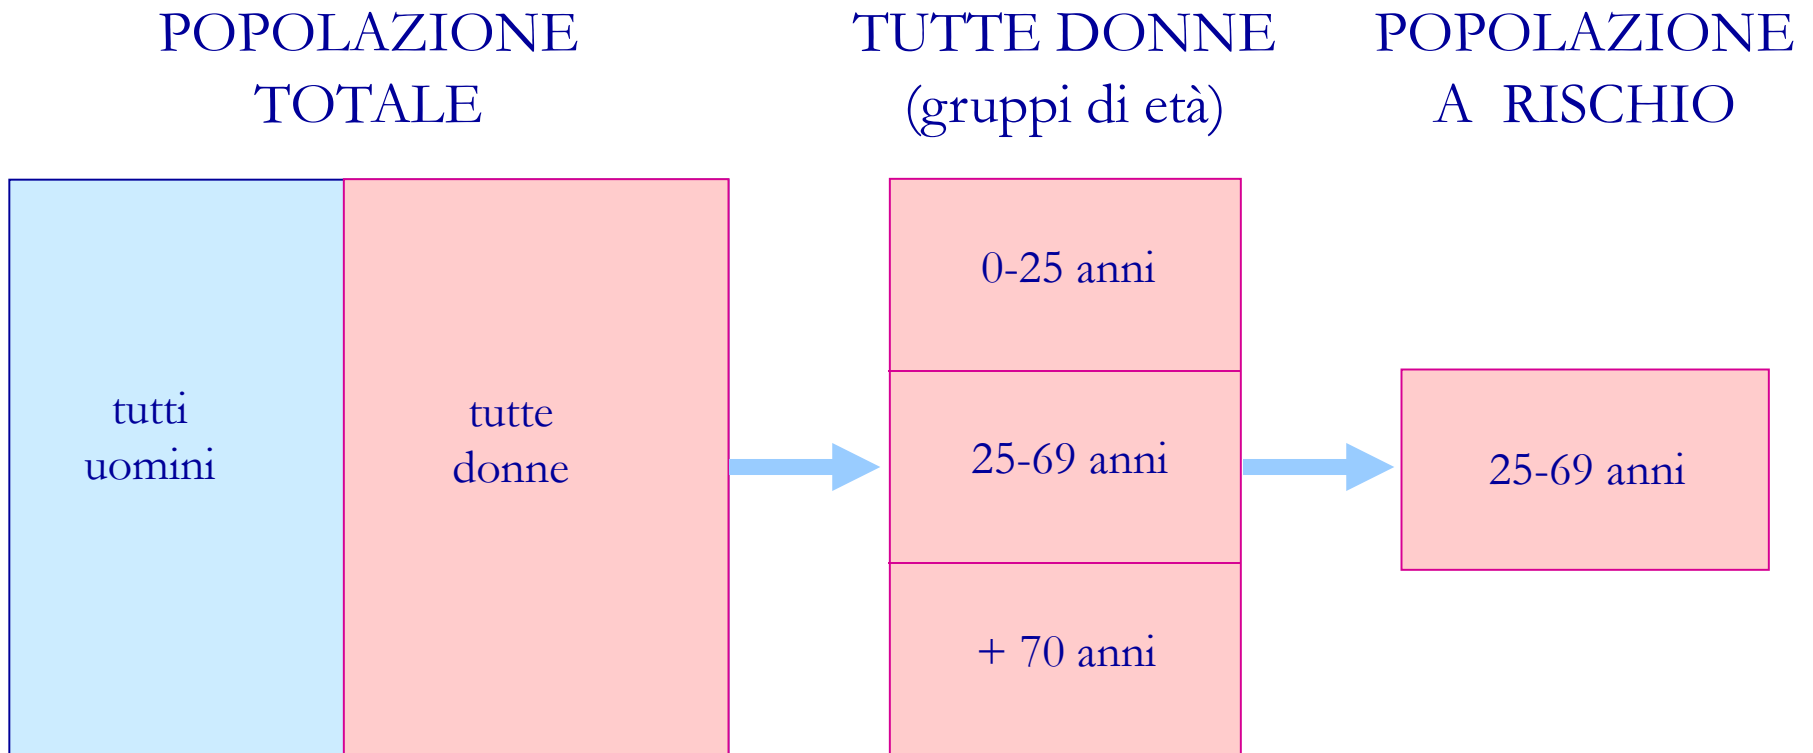 POPOLAZIONE
TOTALE
TUTTE DONNE
(gruppi di età)
POPOLAZIONE
A RISCHIO
tutti
uomini
tutte
donne
0-25 anni
25-69 anni
+ 70 anni
25-69 anni